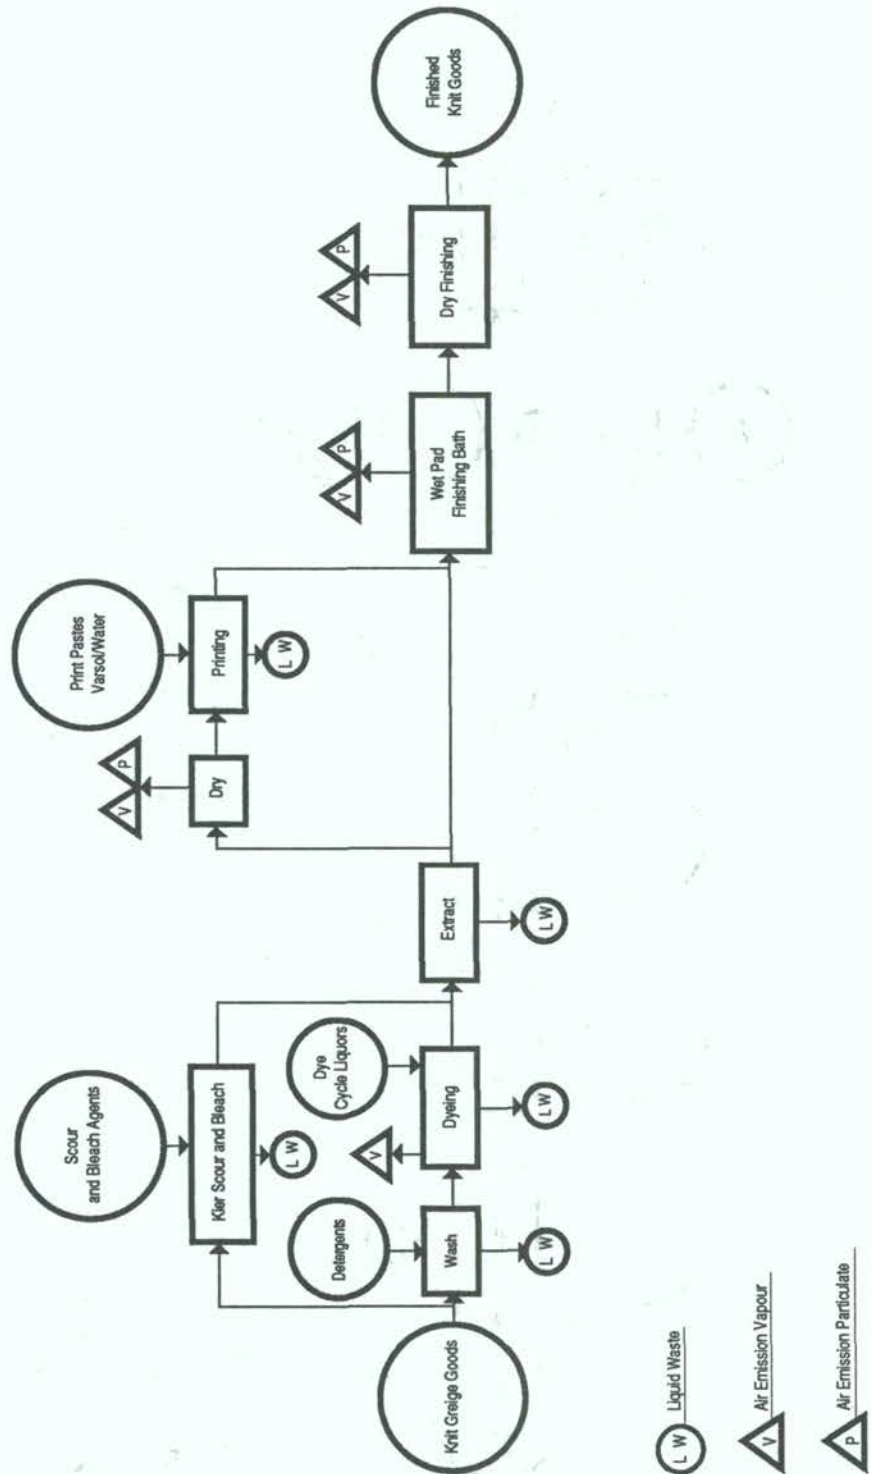 Scour
and Bleach Agents
Kier Scour and Bleach
L W
Detergents
Dye
Cycle Liquors
V
Knit Greige Goods
Wash
Dyeing
L W
L W
Extract
L W
V
P
Dry
Print Pastes
Varsol/Water
Printing
L W
V
P
Wet Pad
Finishing Bath
V
P
Dry Finishing
Finished
Knit Goods
L W
Liquid Waste
V
Air Emission Vapour
P
Air Emission Particulate